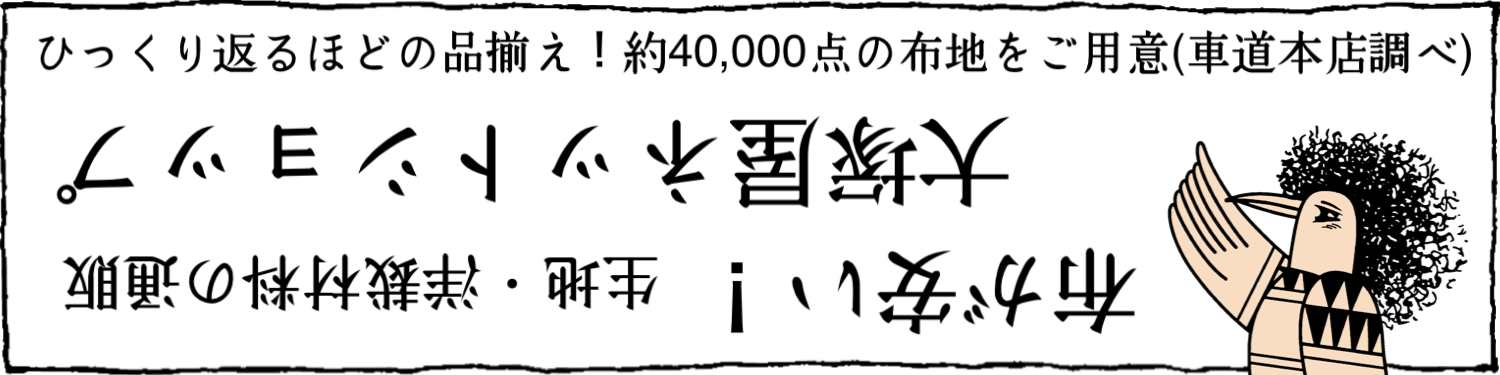 ひっくり返るほどの品揃え！約40,000点の布地をご用意(車道本店調べ)
布が安い！ 生地・洋裁材料の通販
大塚屋ネットショップ